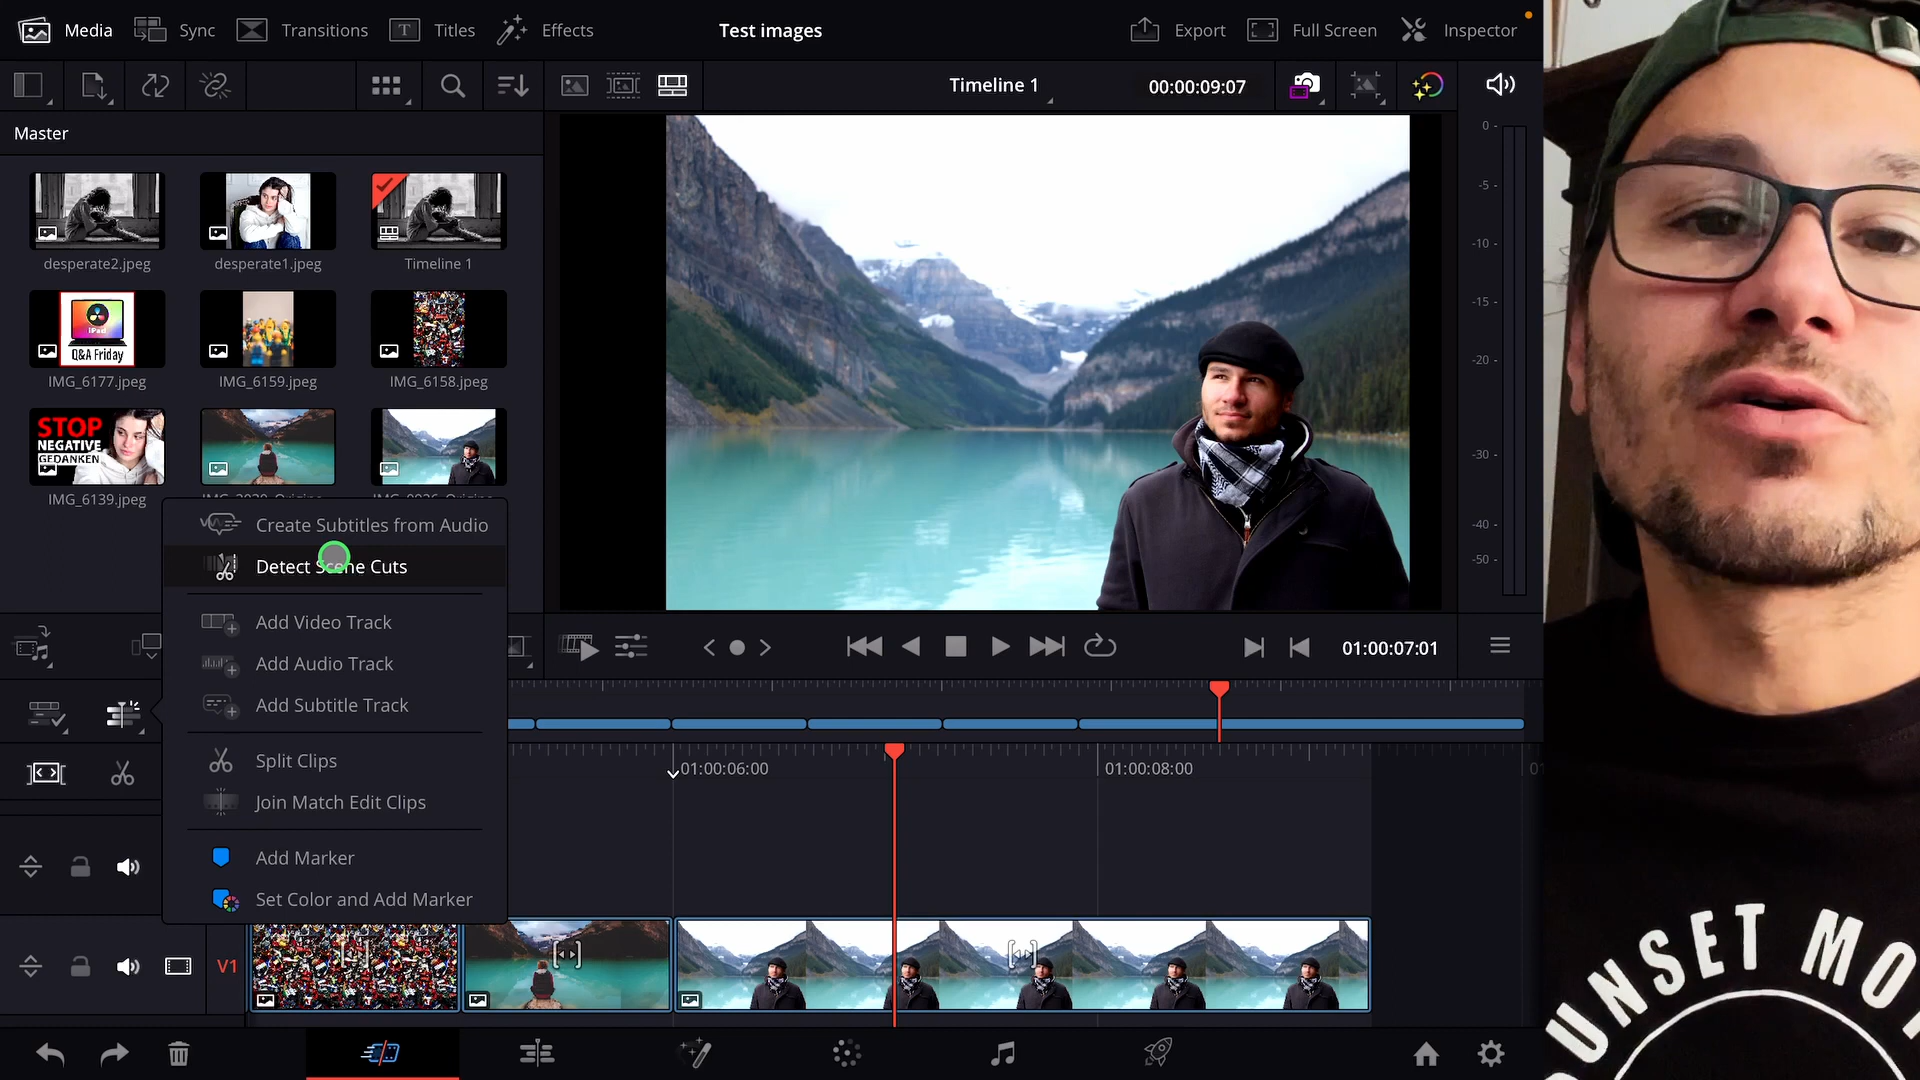 Media
Sync
Transitions
Titles
Effects
Test images
Export
Full Screen
Inspector
Timeline 1
00:00:09:07
Master
desperate2.jpeg
desperate1.jpeg
Timeline 1
iPad
Q&A Friday
IMG_6177.jpeg
IMG_6159.jpeg
IMG_6158.jpeg
STOP
NEGATIVE
GEDANKEN
IMG_6139.jpeg
0
-5
-10
-15
-20
-30
-40
-50
Create Subtitles from Audio
Detect Scene Cuts
Add Video Track
Add Audio Track
Add Subtitle Track
Split Clips
Join Match Edit Clips
Add Marker
Set Color and Add Marker
01:00:07:01
01:00:06:00
01:00:08:00
V1
UNSET MO